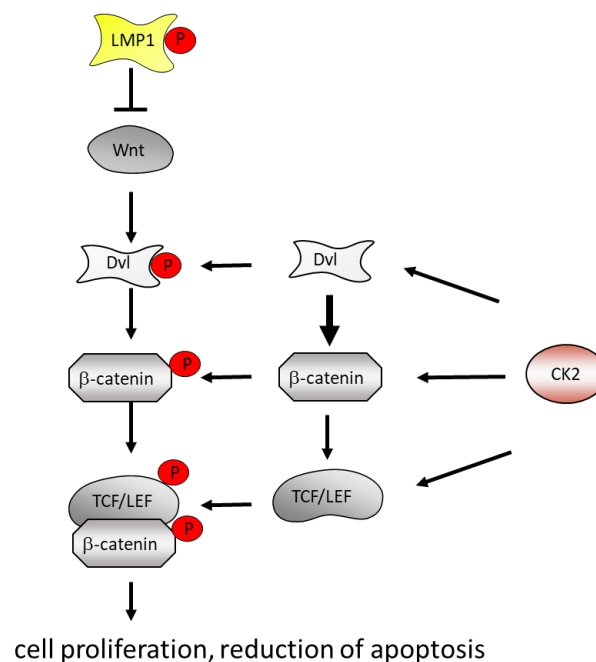 LMP1 P
Wnt
Dvl P Dvl
P
β-catenin β-catenin CK2
P
TCF/LEF TCF/LEF
P
β-catenin
cell proliferation, reduction of apoptosis